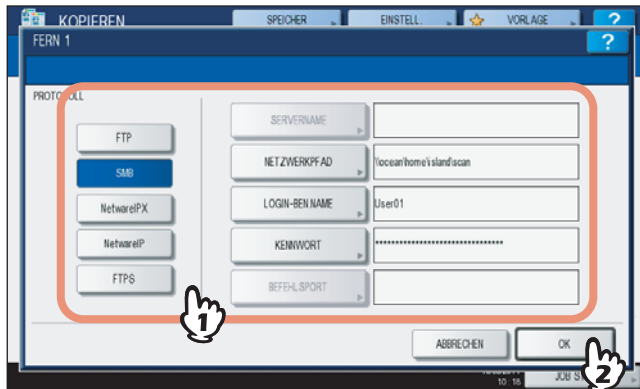 KOPIEREN SPEICHER EINSTELL. VORLAGE ?
FERN 1 ?
PROTOKOLL
FTP
SMB
NetwareIPX
NetwareIP
FTPS
SERVERNAME
NETZWERKPFAD \\ocean\home\island\scan
LOGIN-BEN.NAME User01
KENNWORT ********************************
BEFEHLSPORT
1
ABBRECHEN OK
2
10:18 JOB S